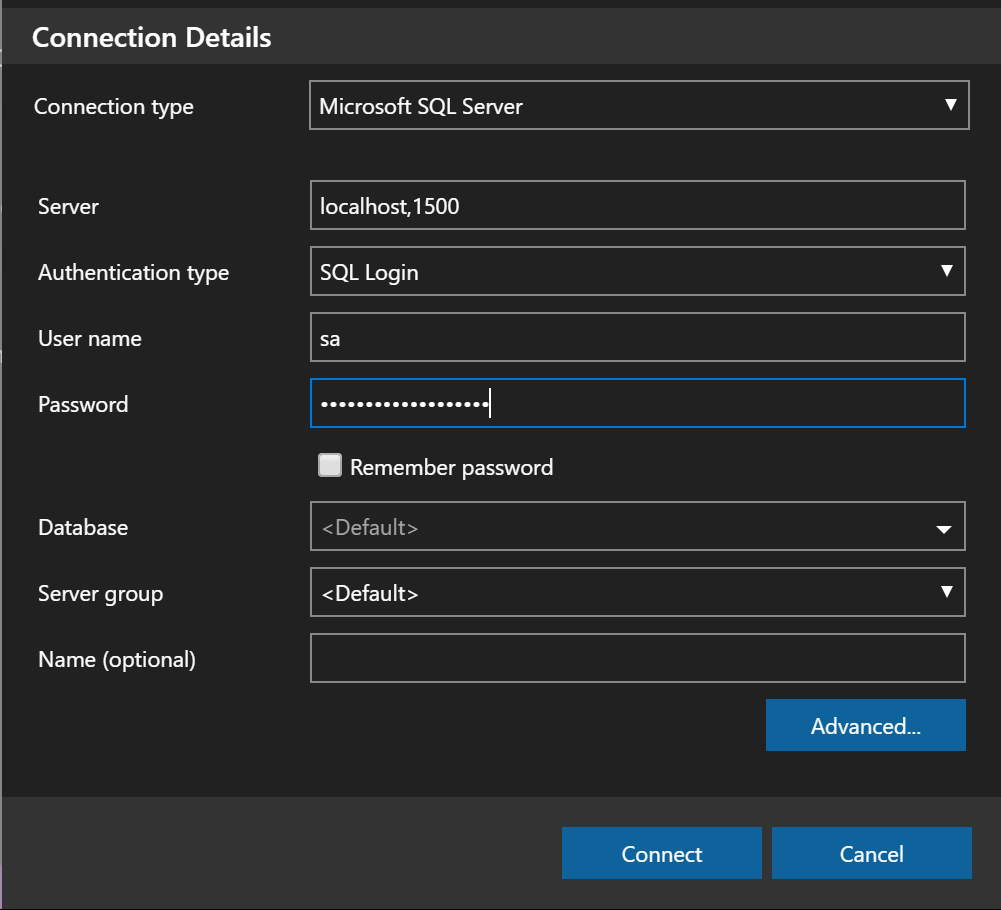 Connection Details
Connection type Microsoft SQL Server
Server localhost,1500
Authentication type SQL Login
User name sa
Password •••••••••••••••••••
Remember password
Database <Default>
Server group <Default>
Name (optional)
Advanced...
Connect Cancel